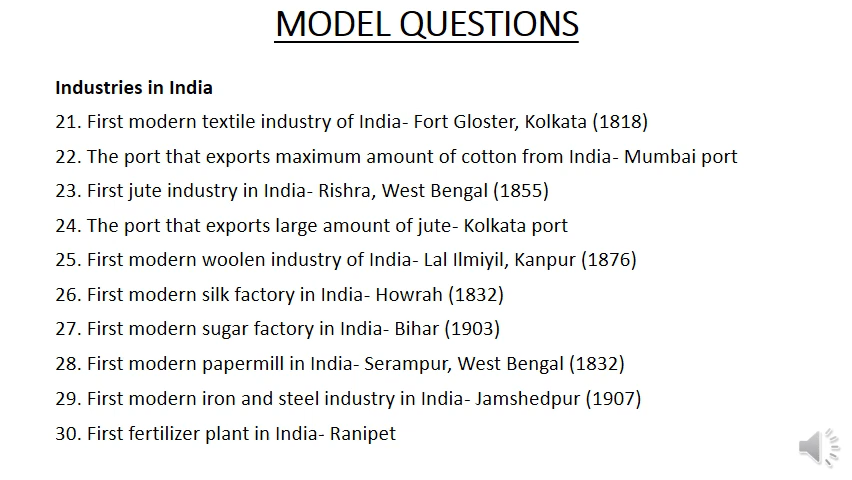 MODEL QUESTIONS
Industries in India
21. First modern textile industry of India- Fort Gloster, Kolkata (1818)
22. The port that exports maximum amount of cotton from India- Mumbai port
23. First jute industry in India- Rishra, West Bengal (1855)
24. The port that exports large amount of jute- Kolkata port
25. First modern woolen industry of India- Lal Ilmiyil, Kanpur (1876)
26. First modern silk factory in India- Howrah (1832)
27. First modern sugar factory in India- Bihar (1903)
28. First modern papermill in India- Serampur, West Bengal (1832)
29. First modern iron and steel industry in India- Jamshedpur (1907)
30. First fertilizer plant in India- Ranipet